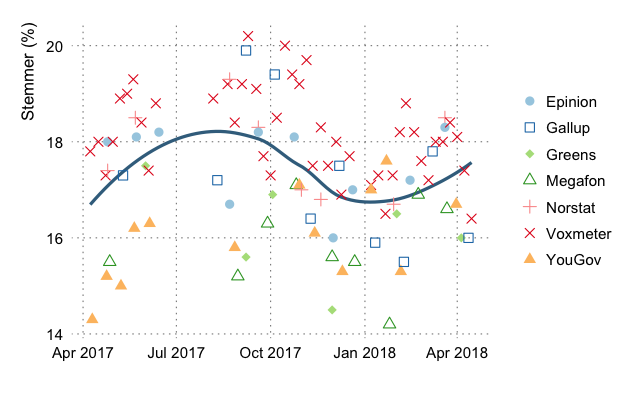 Stemmer (%)
20
18
16
14
Apr 2017
Jul 2017
Oct 2017
Jan 2018
Apr 2018
Epinion
Gallup
Greens
Megafon
Norstat
Voxmeter
YouGov